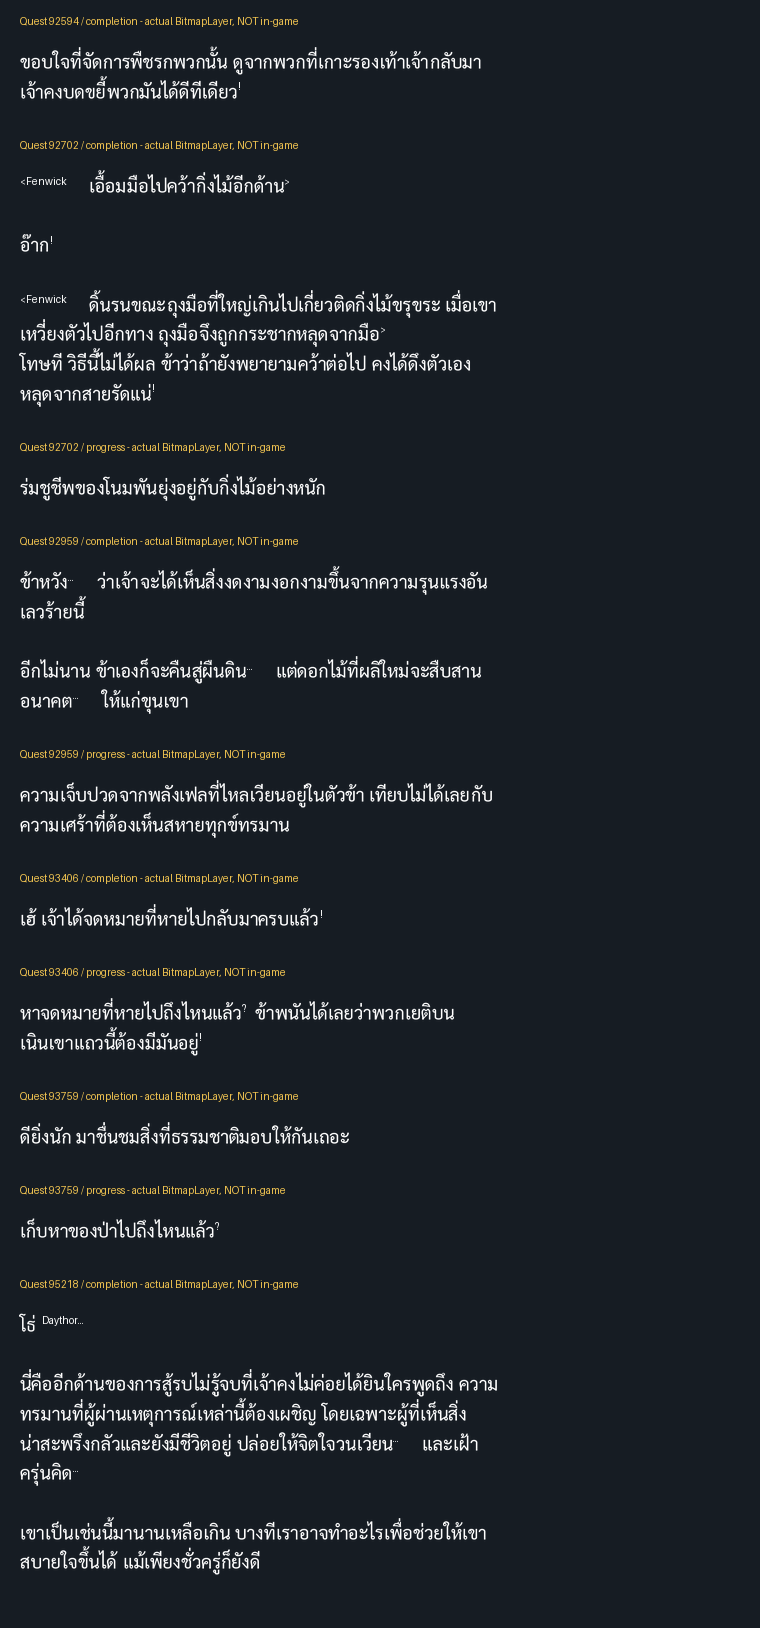 Quest 92594 / completion - actual BitmapLayer, NOT in-game
ขอบใจที่จัดการพืชรกพวกนั้น ดูจากพวกที่เกาะรองเท้าเจ้ากลับมา
เจ้าคงบดขยี้พวกมันได้ดีทีเดียว!
Quest 92702 / completion - actual BitmapLayer, NOT in-game
<Fenwick เอื้อมมือไปคว้ากิ่งไม้อีกด้าน>
อ๊าก!
<Fenwick ดิ้นรนขณะถุงมือที่ใหญ่เกินไปเกี่ยวติดกิ่งไม้ขรุขระ เมื่อเขา
เหวี่ยงตัวไปอีกทาง ถุงมือจึงถูกกระชากหลุดจากมือ>
โทษที วิธีนี้ไม่ได้ผล ข้าว่าถ้ายังพยายามคว้าต่อไป คงได้ดึงตัวเอง
หลุดจากสายรัดแน่!
Quest 92702 / progress - actual BitmapLayer, NOT in-game
ร่มชูชีพของโนมพันยุ่งอยู่กับกิ่งไม้อย่างหนัก
Quest 92959 / completion - actual BitmapLayer, NOT in-game
ข้าหวัง... ว่าเจ้าจะได้เห็นสิ่งงดงามงอกงามขึ้นจากความรุนแรงอัน
เลวร้ายนี้
อีกไม่นาน ข้าเองก็จะคืนสู่ผืนดิน... แต่ดอกไม้ที่ผลิใหม่จะสืบสาน
อนาคต... ให้แก่ขุนเขา
Quest 92959 / progress - actual BitmapLayer, NOT in-game
ความเจ็บปวดจากพลังเฟลที่ไหลเวียนอยู่ในตัวข้า เทียบไม่ได้เลยกับ
ความเศร้าที่ต้องเห็นสหายทุกข์ทรมาน
Quest 93406 / completion - actual BitmapLayer, NOT in-game
เฮ้ เจ้าได้จดหมายที่หายไปกลับมาครบแล้ว!
Quest 93406 / progress - actual BitmapLayer, NOT in-game
หาจดหมายที่หายไปถึงไหนแล้ว? ข้าพนันได้เลยว่าพวกเยติบน
เนินเขาแถวนี้ต้องมีมันอยู่!
Quest 93759 / completion - actual BitmapLayer, NOT in-game
ดียิ่งนัก มาชื่นชมสิ่งที่ธรรมชาติมอบให้กันเถอะ
Quest 93759 / progress - actual BitmapLayer, NOT in-game
เก็บหาของป่าไปถึงไหนแล้ว?
Quest 95218 / completion - actual BitmapLayer, NOT in-game
โธ่ Daythor...
นี่คืออีกด้านของการสู้รบไม่รู้จบที่เจ้าคงไม่ค่อยได้ยินใครพูดถึง ความ
ทรมานที่ผู้ผ่านเหตุการณ์เหล่านี้ต้องเผชิญ โดยเฉพาะผู้ที่เห็นสิ่ง
น่าสะพรึงกลัวและยังมีชีวิตอยู่ ปล่อยให้จิตใจวนเวียน... และเฝ้า
ครุ่นคิด...
เขาเป็นเช่นนี้มานานเหลือเกิน บางทีเราอาจทำอะไรเพื่อช่วยให้เขา
สบายใจขึ้นได้ แม้เพียงชั่วครู่ก็ยังดี